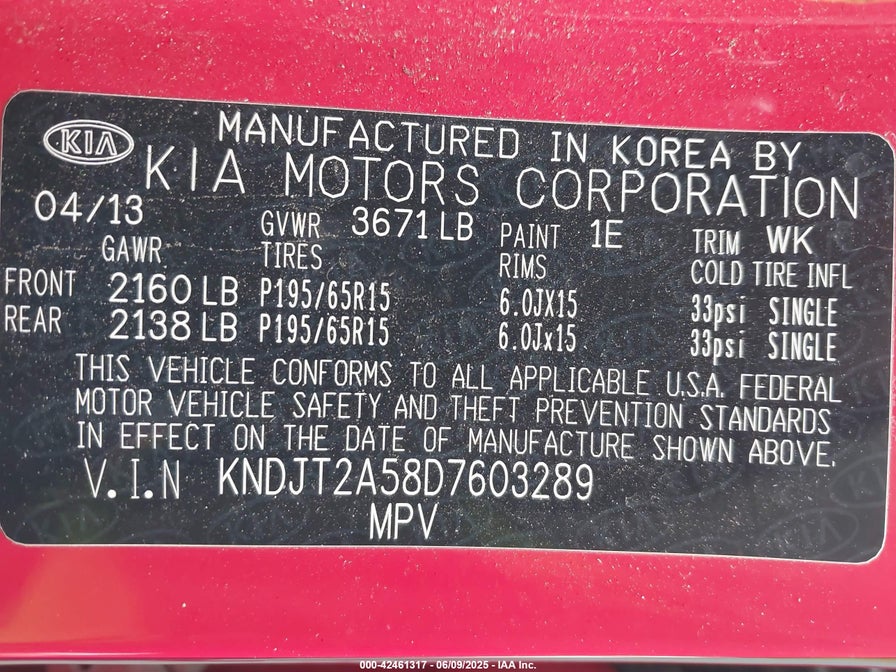 KIA
MANUFACTURED IN KOREA BY
KIA MOTORS CORPORATION
04/13 GVWR 3671 LB PAINT 1E TRIM WK
GAWR TIRES RIMS COLD TIRE INFL
FRONT 2160 LB P195/65R15 6.0JX15 33psi SINGLE
REAR 2138 LB P195/65R15 6.0Jx15 33psi SINGLE
THIS VEHICLE CONFORMS TO ALL APPLICABLE U.S.A. FEDERAL
MOTOR VEHICLE SAFETY AND THEFT PREVENTION STANDARDS
IN EFFECT ON THE DATE OF MANUFACTURE SHOWN ABOVE.
V.I.N KNDJT2A58D7603289
MPV
000-42461317 - 06/09/2025 - IAA Inc.